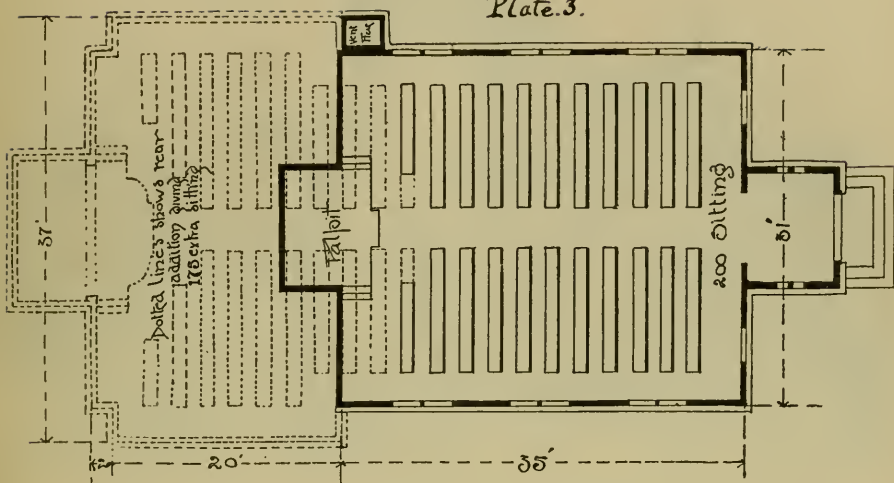 Plate.3.
Vent
Flue
37'
Dotted lines shows rear
addition giving
175 extra sitting
Pulpit
200 Sitting
31'
20'
35'